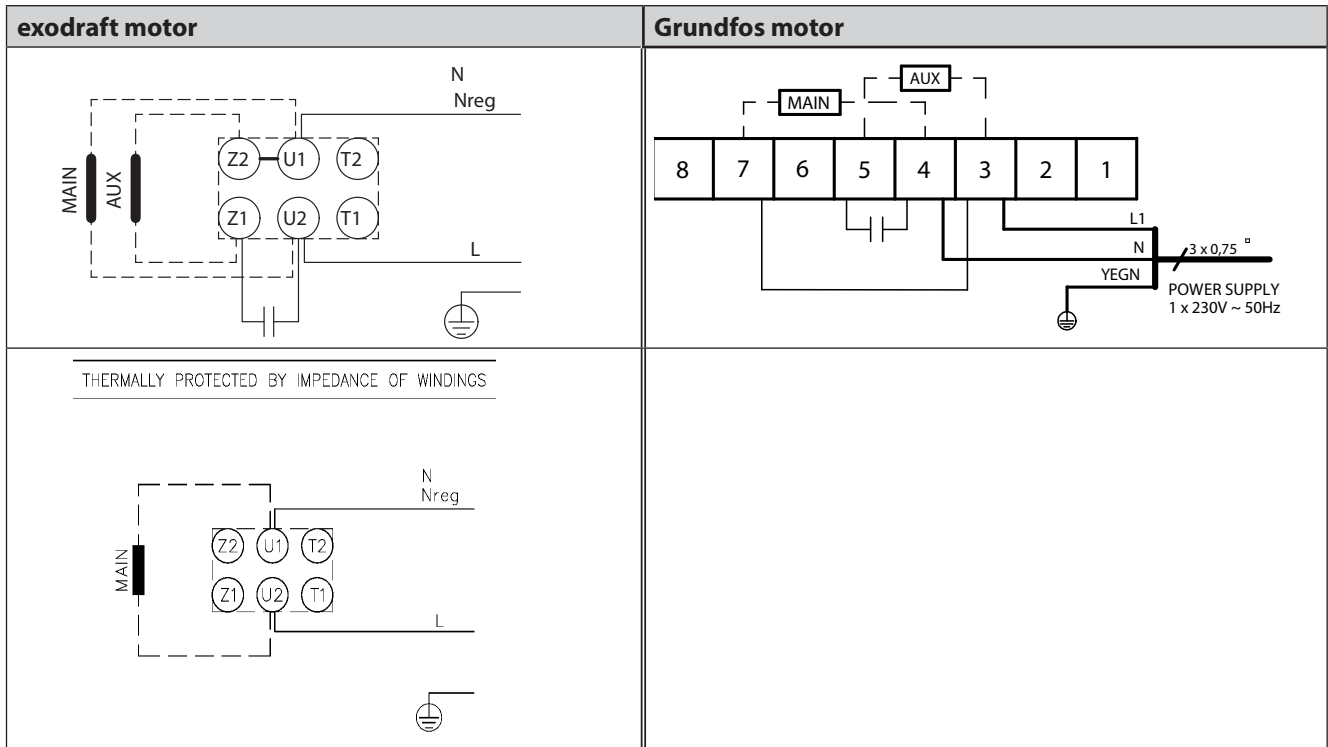 exodraft motor
Grundfos motor
N
Nreg
MAIN
AUX
Z2
U1
T2
Z1
U2
T1
L
AUX
MAIN
8 7 6 5 4 3 2 1
L1
N
YEGN
3 x 0,75 □
POWER SUPPLY
1 x 230V ~ 50Hz
THERMALLY PROTECTED BY IMPEDANCE OF WINDINGS
N
Nreg
MAIN
Z2
U1
T2
Z1
U2
T1
L